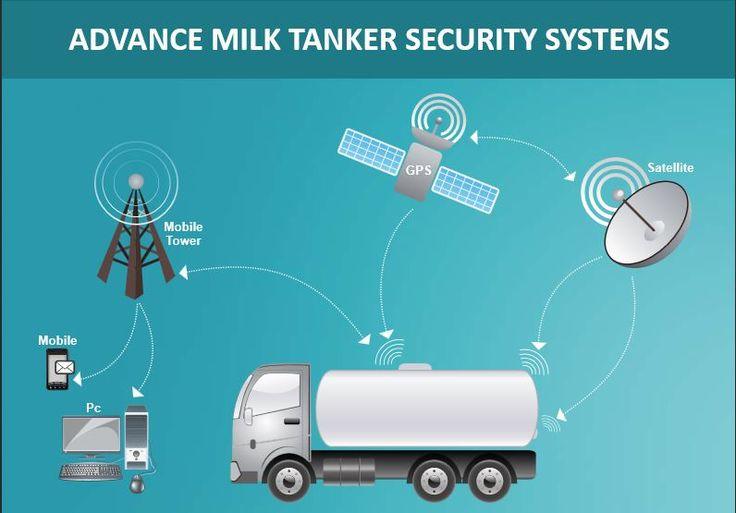 ADVANCE MILK TANKER SECURITY SYSTEMS
GPS
Satellite
Mobile
Tower
Mobile
Pc